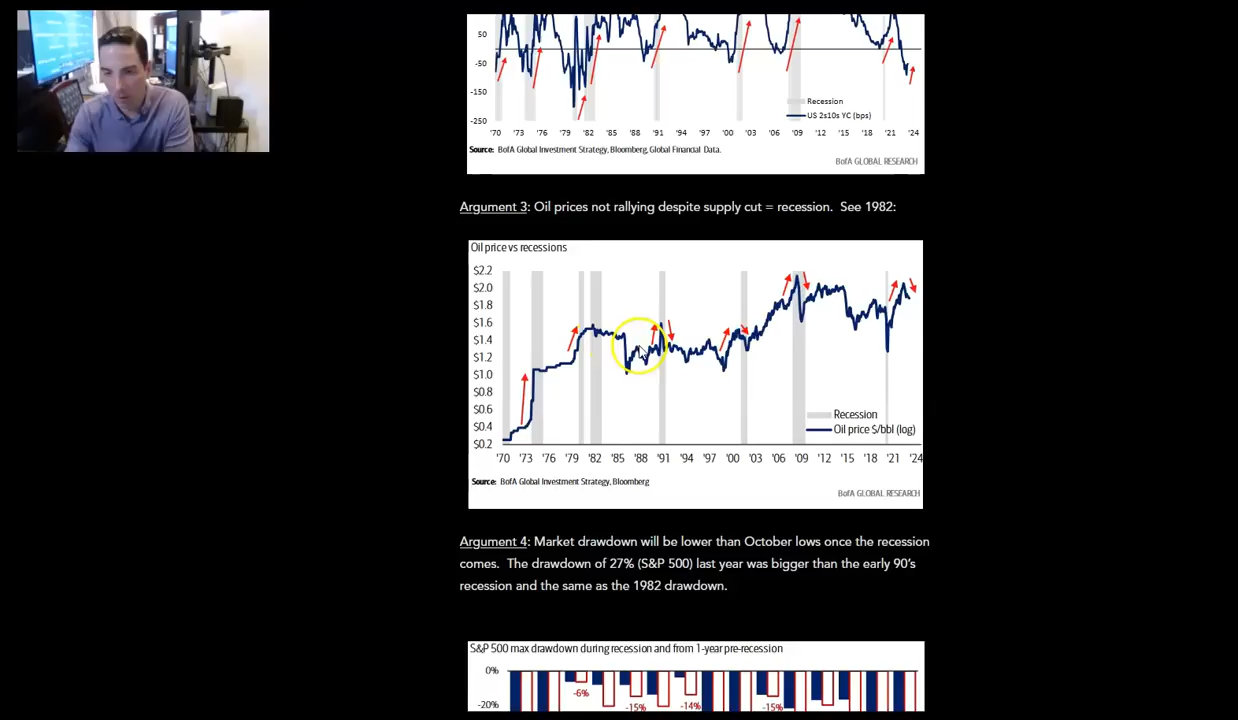 50
-50
-150
-250
Recession
US 2s10s YC (bps)
'70 '73 '76 '79 '82 '85 '88 '91 '94 '97 '00 '03 '06 '09 '12 '15 '18 '21 '24
Source: BofA Global Investment Strategy, Bloomberg, Global Financial Data.
BofA GLOBAL RESEARCH
Argument 3: Oil prices not rallying despite supply cut = recession. See 1982:
Oil price vs recessions
$2.2
$2.0
$1.8
$1.6
$1.4
$1.2
$1.0
$0.8
$0.6
$0.4
$0.2
Recession
Oil price $/bbl (log)
'70 '73 '76 '79 '82 '85 '88 '91 '94 '97 '00 '03 '06 '09 '12 '15 '18 '21 '24
Source: BofA Global Investment Strategy, Bloomberg
BofA GLOBAL RESEARCH
Argument 4: Market drawdown will be lower than October lows once the recession
comes. The drawdown of 27% (S&P 500) last year was bigger than the early 90's
recession and the same as the 1982 drawdown.
S&P 500 max drawdown during recession and from 1-year pre-recession
0%
-6%
-20%
-15%
-14%
-15%